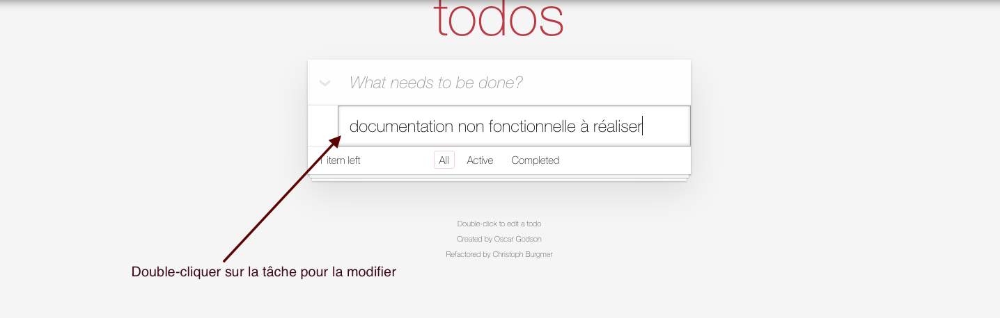 todos
What needs to be done?
documentation non fonctionnelle à réaliser
1 item left All Active Completed
Double-click to edit a todo
Created by Oscar Godson
Refactored by Christoph Burgmer
Double-cliquer sur la tâche pour la modifier